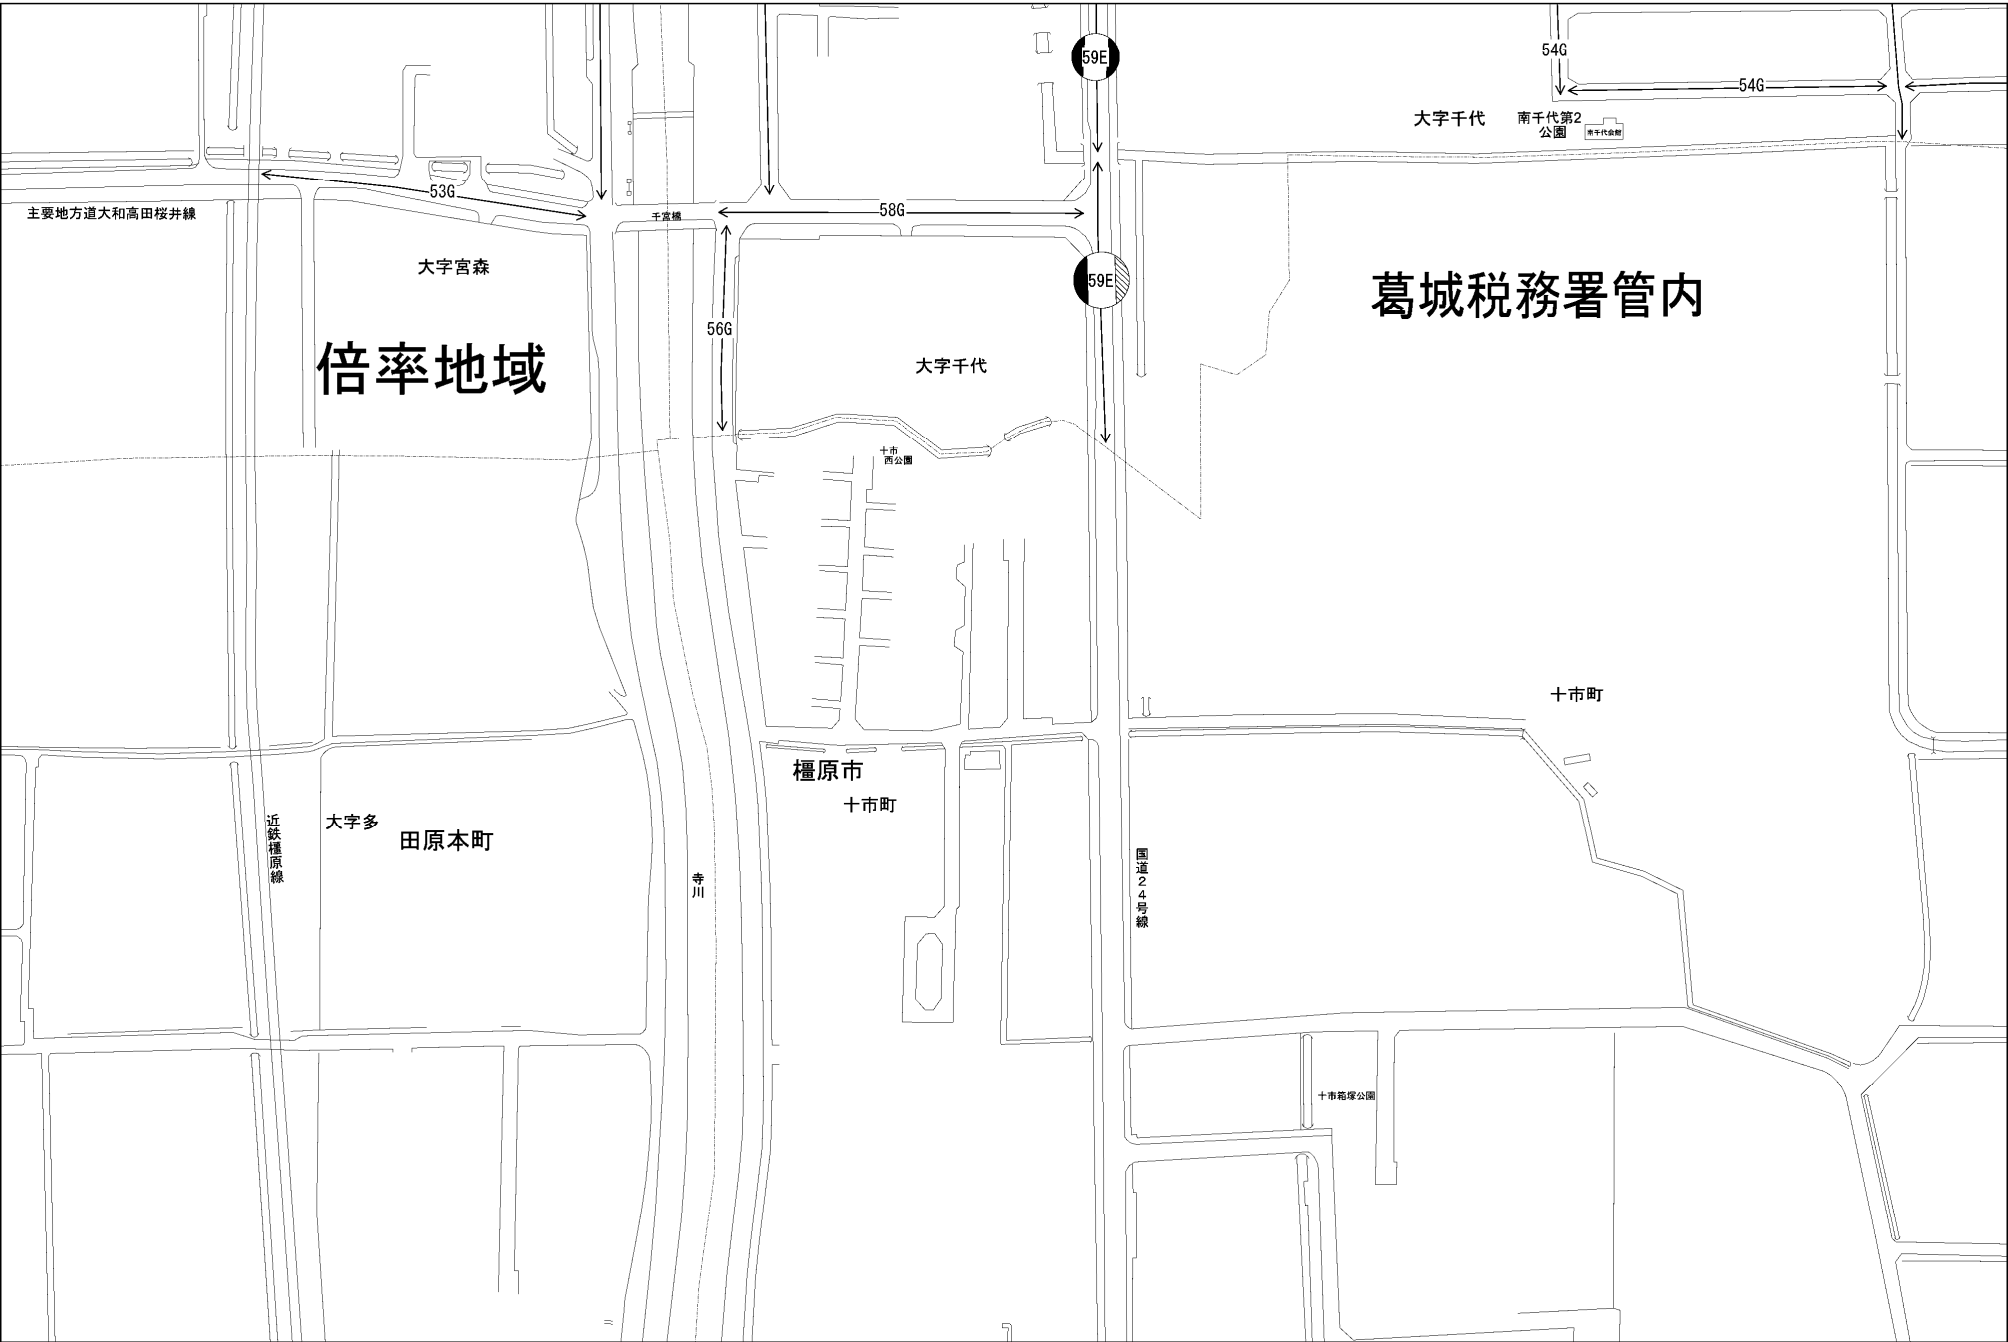 59E
54G
54G
大字千代
南千代第2
公園
南千代会館
53G
主要地方道大和高田桜井線
千宮橋
58G
大字宮森
59E
葛城税務署管内
56G
倍率地域
大字千代
十市
西公園
十市町
橿原市
十市町
近鉄橿原線
大字多
田原本町
寺川
国道24号線
十市箱塚公園